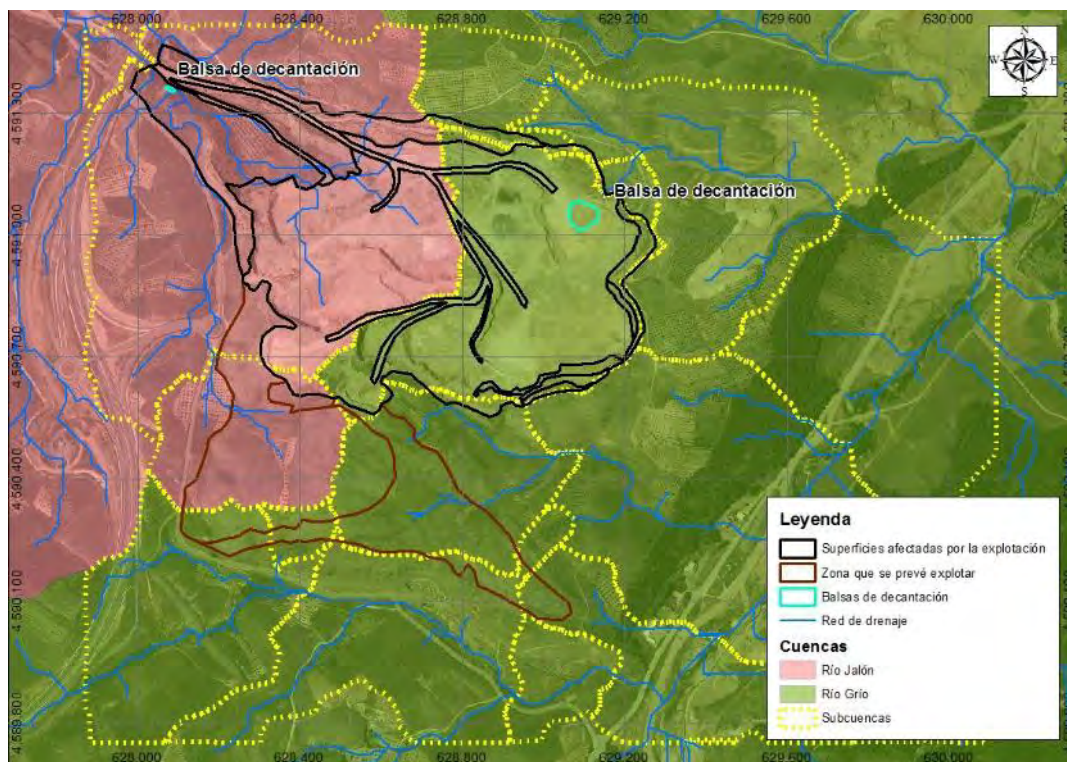 628.000 628.400 628.800 629.200 629.600 630.000
N
W E
S
Balsa de decantación
4.591.300
Balsa de decantación
4.591.000
4.590.700
4.590.400
4.590.100
4.589.800
Leyenda
Superficies afectadas por la explotación
Zona que se prevé explotar
Balsas de decantación
Red de drenaje
Cuencas
Río Jalón
Río Grío
Subcuencas
628.000 628.400 628.800 629.200 629.600 630.000